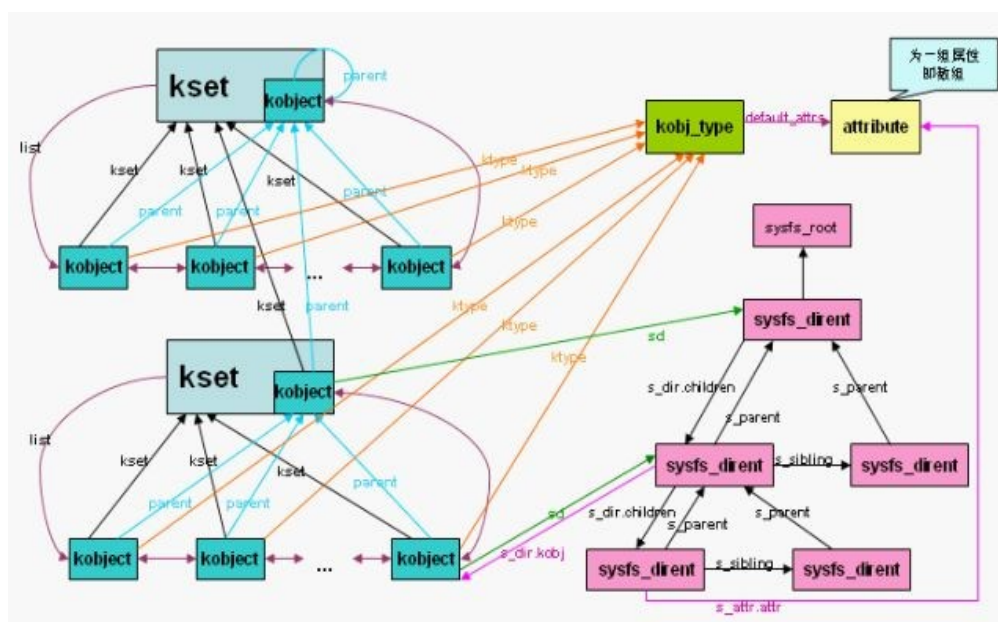 为一组属性
即数组
kset
kobject
parent
kobj_type
default_attrs
attribute
list
kset
kset
kset
parent
parent
parent
ktype
ktype
ktype
kobject
kobject
...
kobject
sysfs_root
kset
parent
ktype
ktype
ktype
sd
sysfs_dirent
kset
kobject
s_dir.children
s_parent
s_parent
list
kset
kset
kset
parent
parent
parent
sysfs_dirent
s_sibling
sysfs_dirent
sd
s_dir.kobj
s_dir.children
s_parent
s_parent
kobject
kobject
...
kobject
sysfs_dirent
s_sibling
sysfs_dirent
s_attr.attr